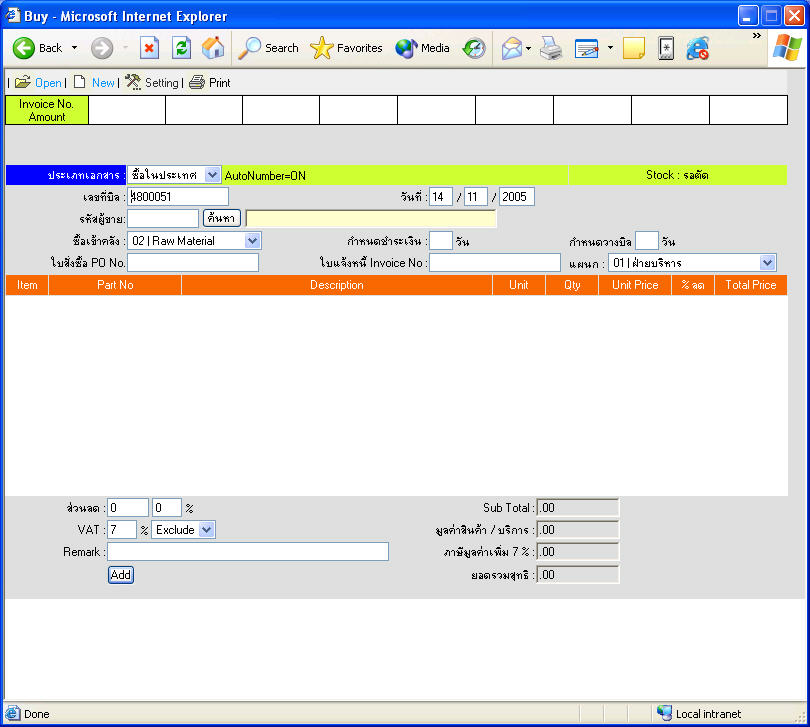 Buy - Microsoft Internet Explorer
Back Search Favorites Media »
| Open | New | Setting | Print
Invoice No.
Amount
ประเภทเอกสาร : ซื้อในประเทศ AutoNumber=ON Stock : รอตัด
เลขที่บิล : 4800051 วันที่ : 14 / 11 / 2005
รหัสผู้ขาย: ค้นหา
ซื้อเข้าคลัง : 02 | Raw Material กำหนดชำระเงิน : วัน กำหนดวางบิล วัน
ใบสั่งซื้อ PO No. ใบแจ้งหนี้ Invoice No : แผนก : 01 | ฝ่ายบริหาร
Item Part No Description Unit Qty Unit Price % ลด Total Price
ส่วนลด : 0 0 % Sub Total : .00
VAT : 7 % Exclude มูลค่าสินค้า / บริการ : .00
Remark : ภาษีมูลค่าเพิ่ม 7 % : .00
Add ยอดรวมสุทธิ : .00
Done Local intranet